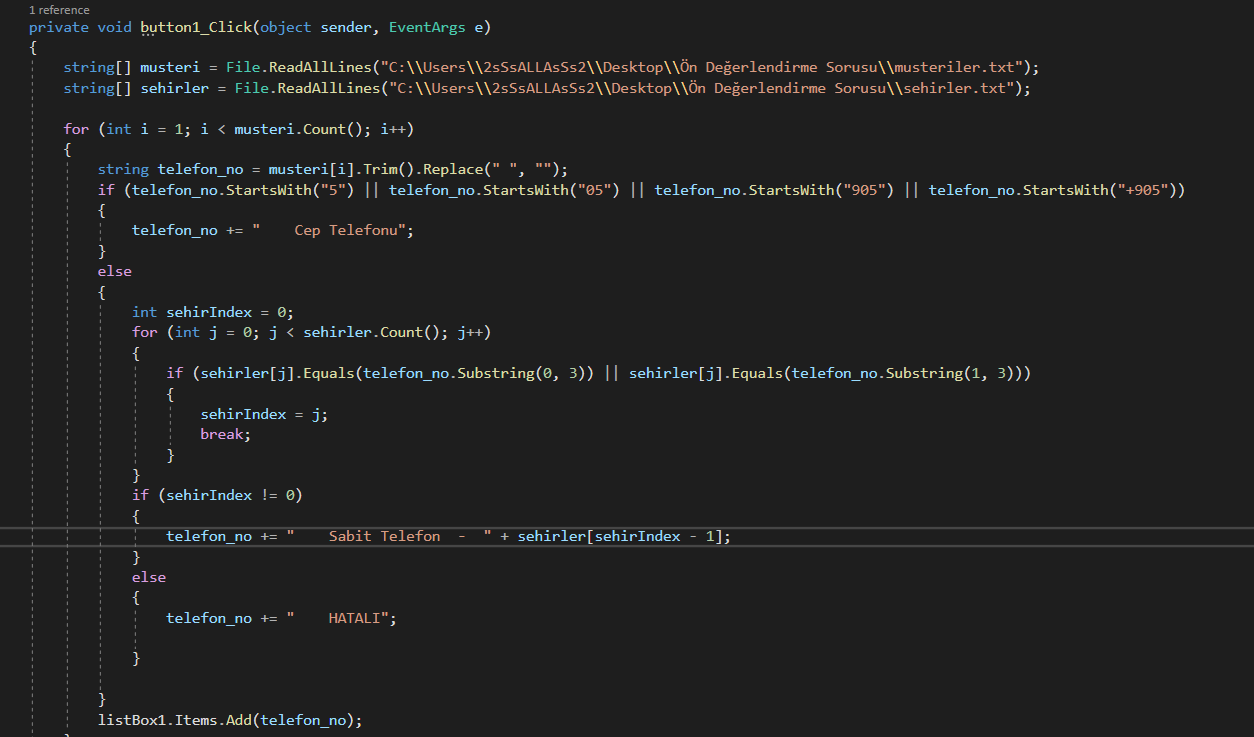 1 reference
private void button1_Click(object sender, EventArgs e)
{
string[] musteri = File.ReadAllLines("C:\\Users\\2sSsALLAsSs2\\Desktop\\Ön Değerlendirme Sorusu\\musteriler.txt");
string[] sehirler = File.ReadAllLines("C:\\Users\\2sSsALLAsSs2\\Desktop\\Ön Değerlendirme Sorusu\\sehirler.txt");
for (int i = 1; i < musteri.Count(); i++)
{
string telefon_no = musteri[i].Trim().Replace(" ", "");
if (telefon_no.StartsWith("5") || telefon_no.StartsWith("05") || telefon_no.StartsWith("905") || telefon_no.StartsWith("+905"))
{
telefon_no += "    Cep Telefonu";
}
else
{
int sehirIndex = 0;
for (int j = 0; j < sehirler.Count(); j++)
{
if (sehirler[j].Equals(telefon_no.Substring(0, 3)) || sehirler[j].Equals(telefon_no.Substring(1, 3)))
{
sehirIndex = j;
break;
}
}
if (sehirIndex != 0)
{
telefon_no += "    Sabit Telefon  -  " + sehirler[sehirIndex - 1];
}
else
{
telefon_no += "    HATALI";
}
}
listBox1.Items.Add(telefon_no);